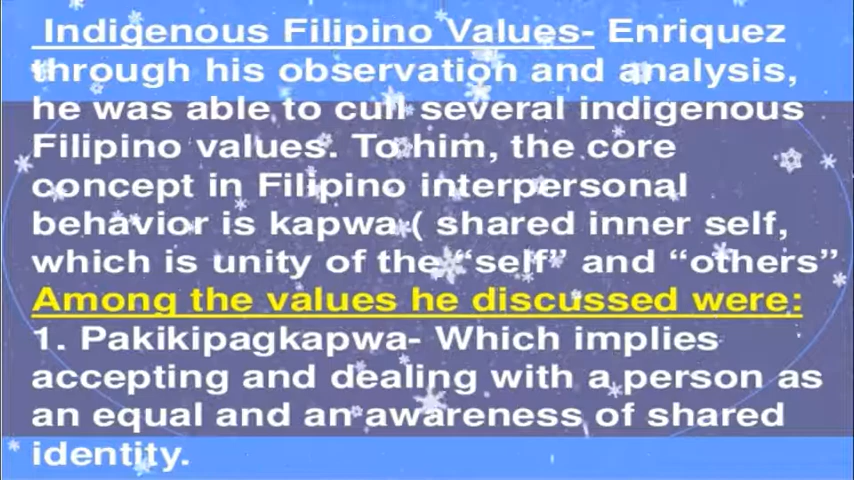 Indigenous Filipino Values- Enriquez
through his observation and analysis,
he was able to cull several indigenous
Filipino values. To him, the core
concept in Filipino interpersonal
behavior is kapwa ( shared inner self,
which is unity of the “self” and “others”
Among the values he discussed were:
1. Pakikipagkapwa- Which implies
accepting and dealing with a person as
an equal and an awareness of shared
identity.